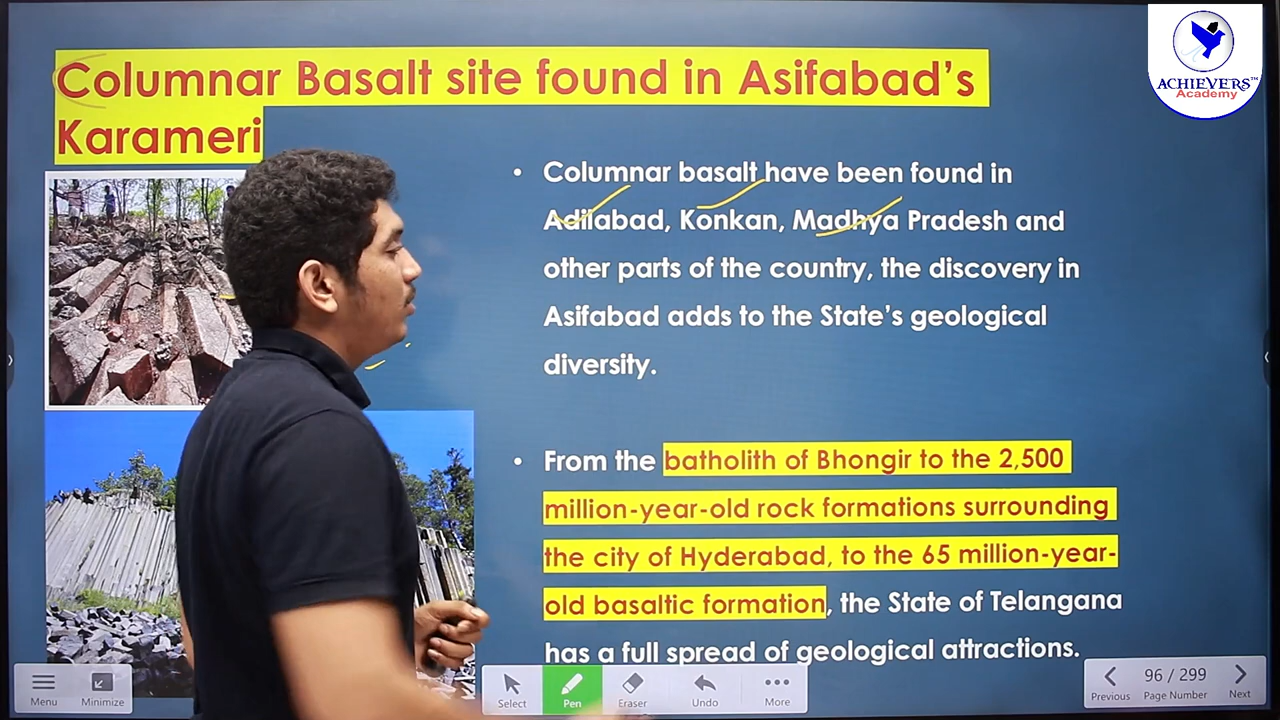 Columnar Basalt site found in Asifabad's
Karameri
ACHIEVERS™
Academy
• Columnar basalt have been found in
Adilabad, Konkan, Madhya Pradesh and
other parts of the country, the discovery in
Asifabad adds to the State's geological
diversity.
• From the batholith of Bhongir to the 2,500
million-year-old rock formations surrounding
the city of Hyderabad, to the 65 million-year-
old basaltic formation, the State of Telangana
has a full spread of geological attractions.
Menu
Minimize
Select
Pen
Eraser
Undo
More
Previous
96 / 299
Page Number
Next